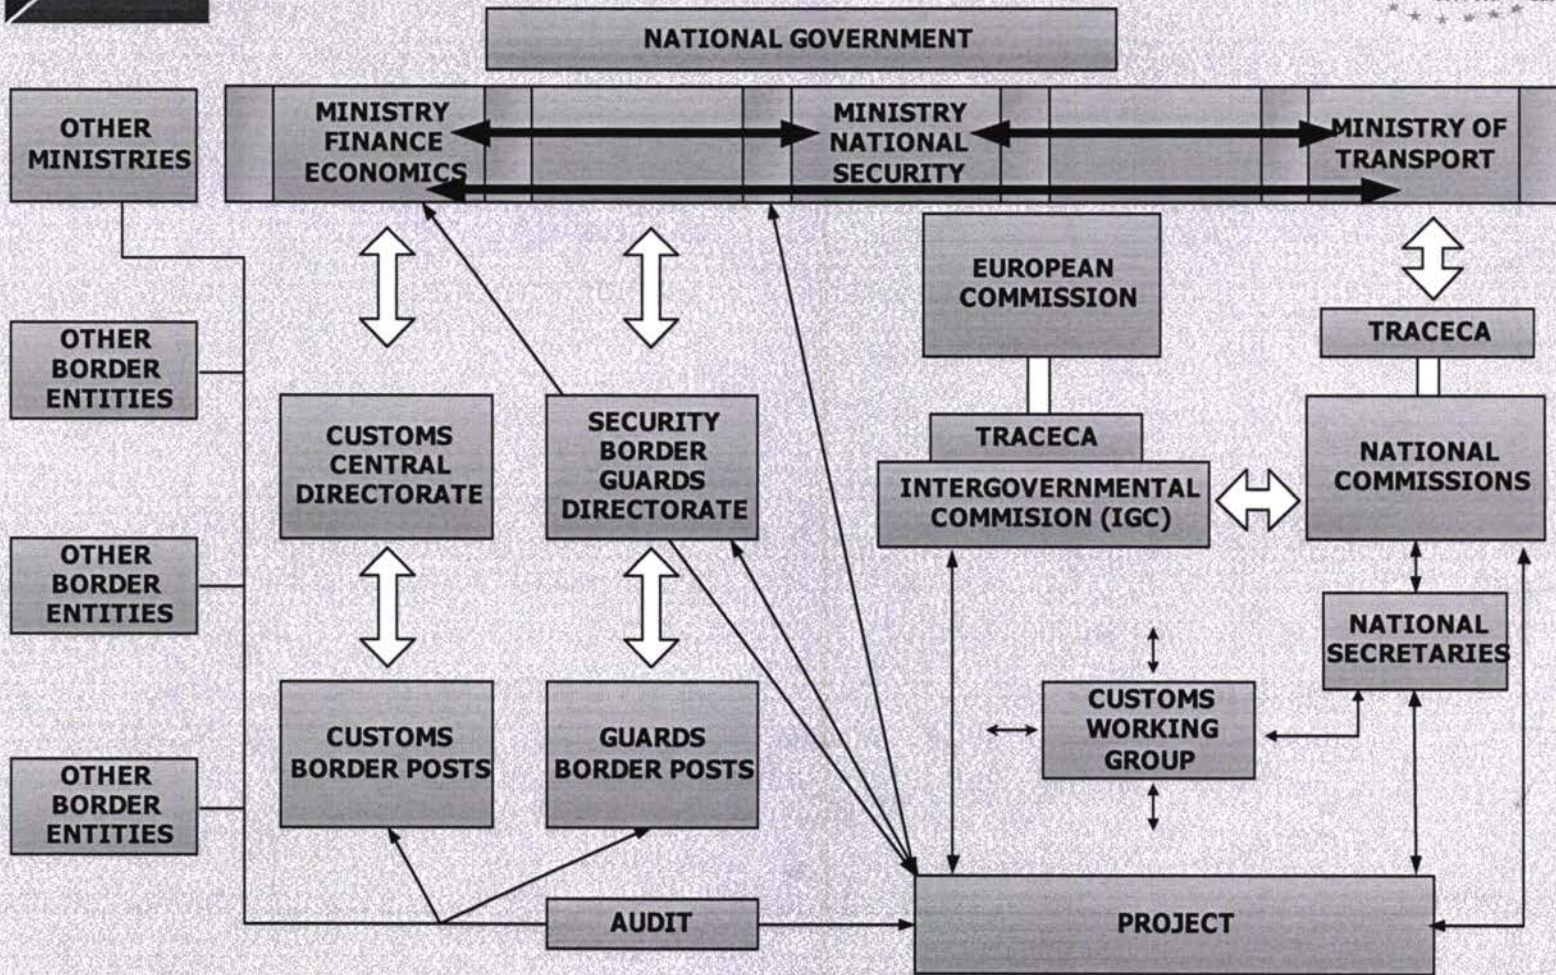 NATIONAL GOVERNMENT
OTHER
MINISTRIES
MINISTRY
FINANCE
ECONOMICS
MINISTRY
NATIONAL
SECURITY
MINISTRY OF
TRANSPORT
EUROPEAN
COMMISSION
TRACECA
OTHER
BORDER
ENTITIES
CUSTOMS
CENTRAL
DIRECTORATE
SECURITY
BORDER
GUARDS
DIRECTORATE
TRACECA
INTERGOVERNMENTAL
COMMISION (IGC)
NATIONAL
COMMISSIONS
OTHER
BORDER
ENTITIES
NATIONAL
SECRETARIES
CUSTOMS
BORDER POSTS
GUARDS
BORDER POSTS
CUSTOMS
WORKING
GROUP
OTHER
BORDER
ENTITIES
AUDIT
PROJECT